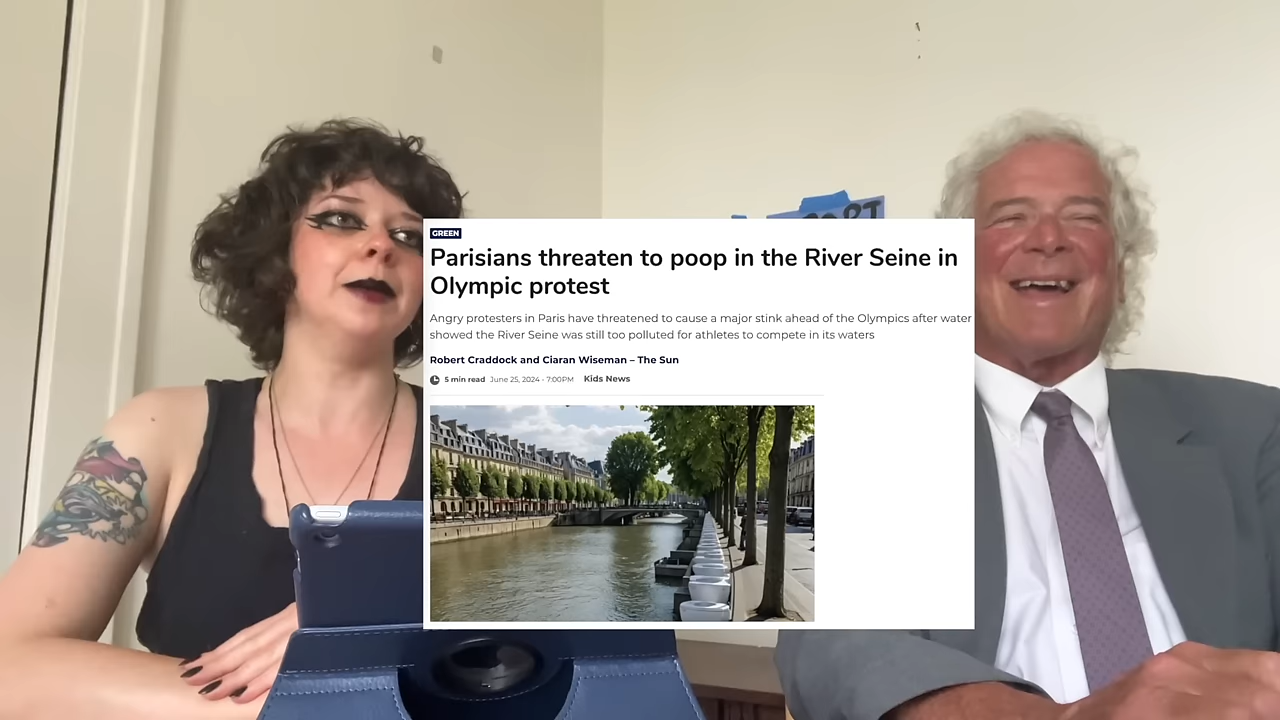 GREEN
Parisians threaten to poop in the River Seine in
Olympic protest
Angry protesters in Paris have threatened to cause a major stink ahead of the Olympics after water
showed the River Seine was still too polluted for athletes to compete in its waters
Robert Craddock and Ciaran Wiseman – The Sun
5 min read June 25, 2024 - 7:00PM Kids News